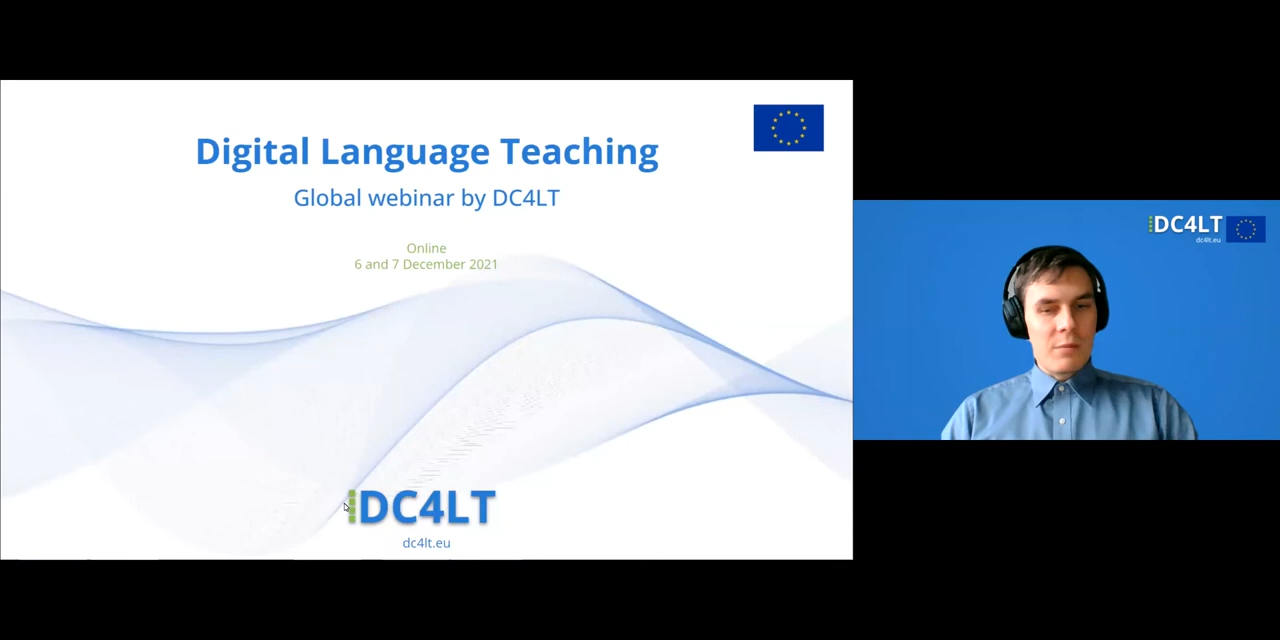 Digital Language Teaching
Global webinar by DC4LT
Online
6 and 7 December 2021
DC4LT
dc4lt.eu
DC4LT
dc4lt.eu